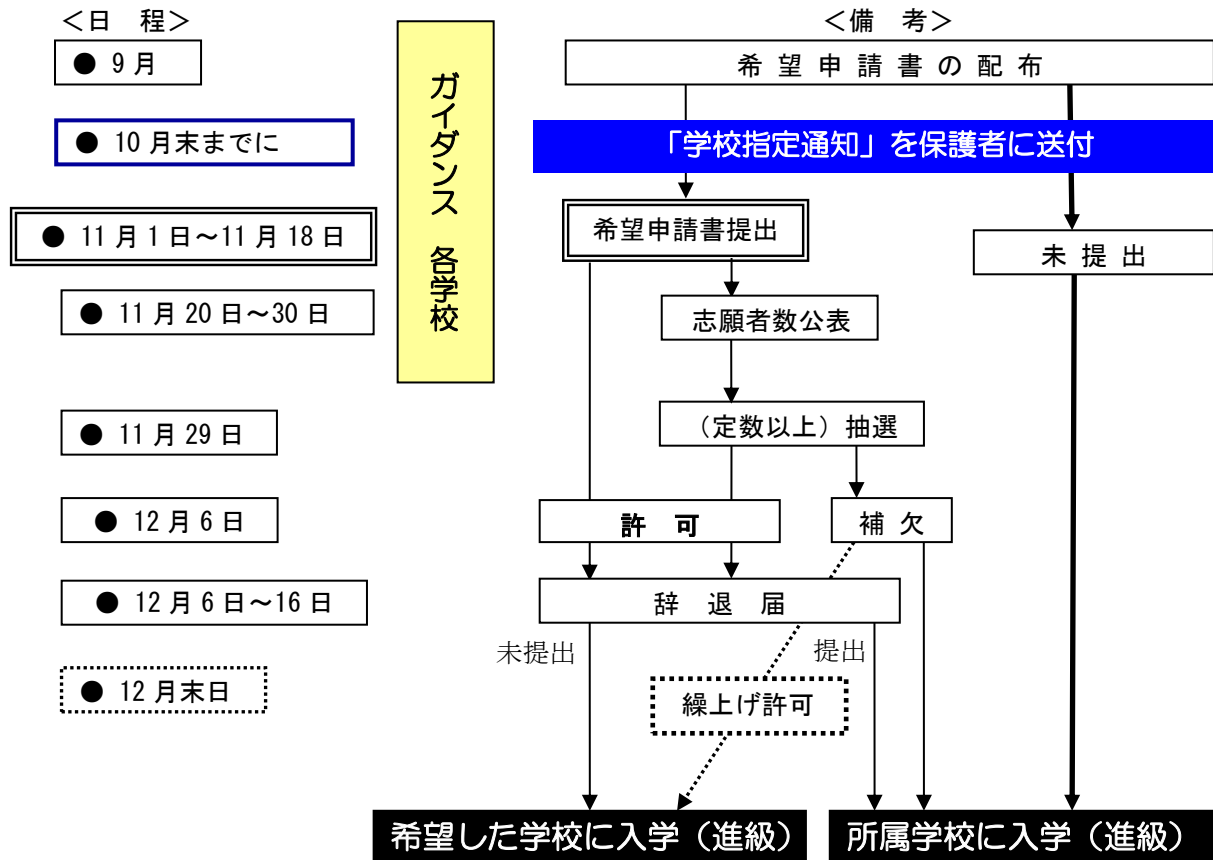 ＜日　程＞
＜備　考＞
● 9月
希望申請書の配布
ガイダンス　各学校
● 10月末までに
「学校指定通知」を保護者に送付
● 11月1日～11月18日
希望申請書提出
未提出
● 11月20日～30日
志願者数公表
● 11月29日
（定数以上）抽選
● 12月6日
許　可
補欠
● 12月6日～16日
辞　退　届
未提出
提出
● 12月末日
繰上げ許可
希望した学校に入学（進級）
所属学校に入学（進級）